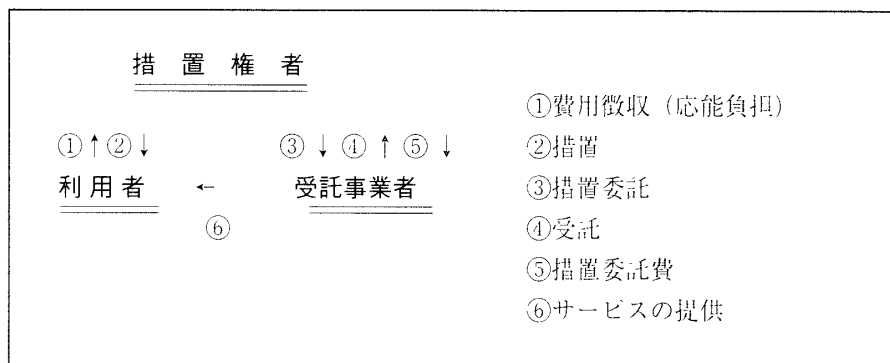 措置権者
①↑②↓ ③↓④↑⑤↓
利用者 ← 受託事業者
⑥
①費用徴収（応能負担）
②措置
③措置委託
④受託
⑤措置委託費
⑥サービスの提供